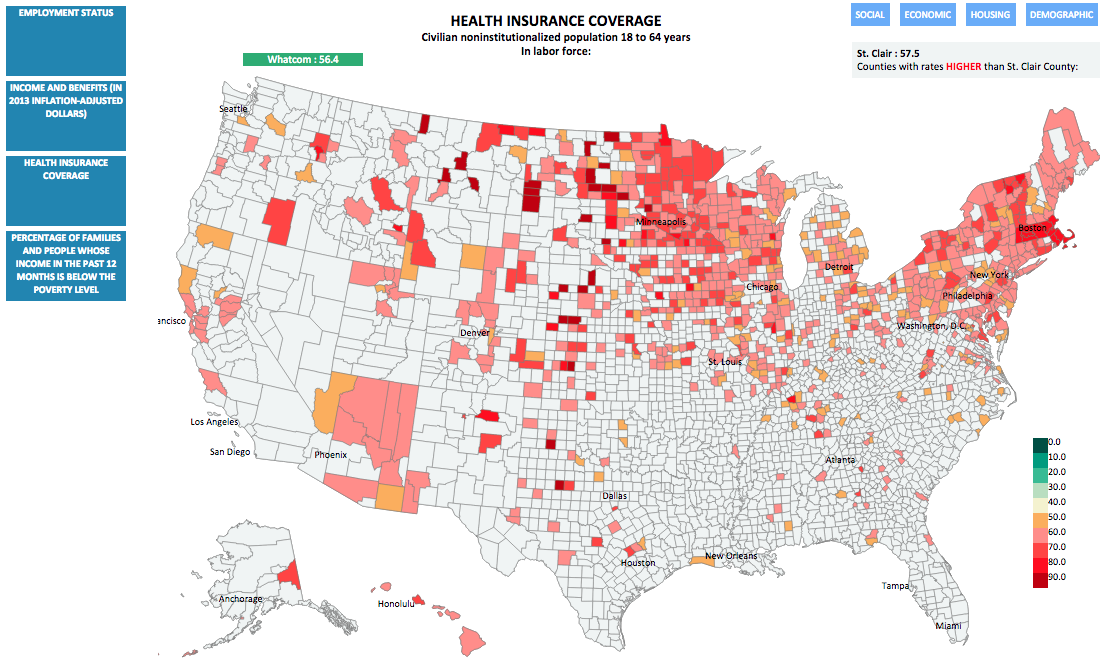 EMPLOYMENT STATUS
INCOME AND BENEFITS (IN
2013 INFLATION-ADJUSTED
DOLLARS)
HEALTH INSURANCE
COVERAGE
PERCENTAGE OF FAMILIES
AND PEOPLE WHOSE
INCOME IN THE PAST 12
MONTHS IS BELOW THE
POVERTY LEVEL
HEALTH INSURANCE COVERAGE
Civilian noninstitutionalized population 18 to 64 years
In labor force:
Whatcom : 56.4
SOCIAL
ECONOMIC
HOUSING
DEMOGRAPHIC
St. Clair : 57.5
Counties with rates HIGHER than St. Clair County:
Seattle
Minneapolis
Boston
Detroit
New York
Chicago
Philadelphia
ancisco
Washington, D.C.
Denver
St. Louis
Los Angeles
San Diego
Phoenix
Atlanta
Dallas
New Orleans
Houston
Tampa
Anchorage
Honolulu
Miami
0.0
10.0
20.0
30.0
40.0
50.0
60.0
70.0
80.0
90.0